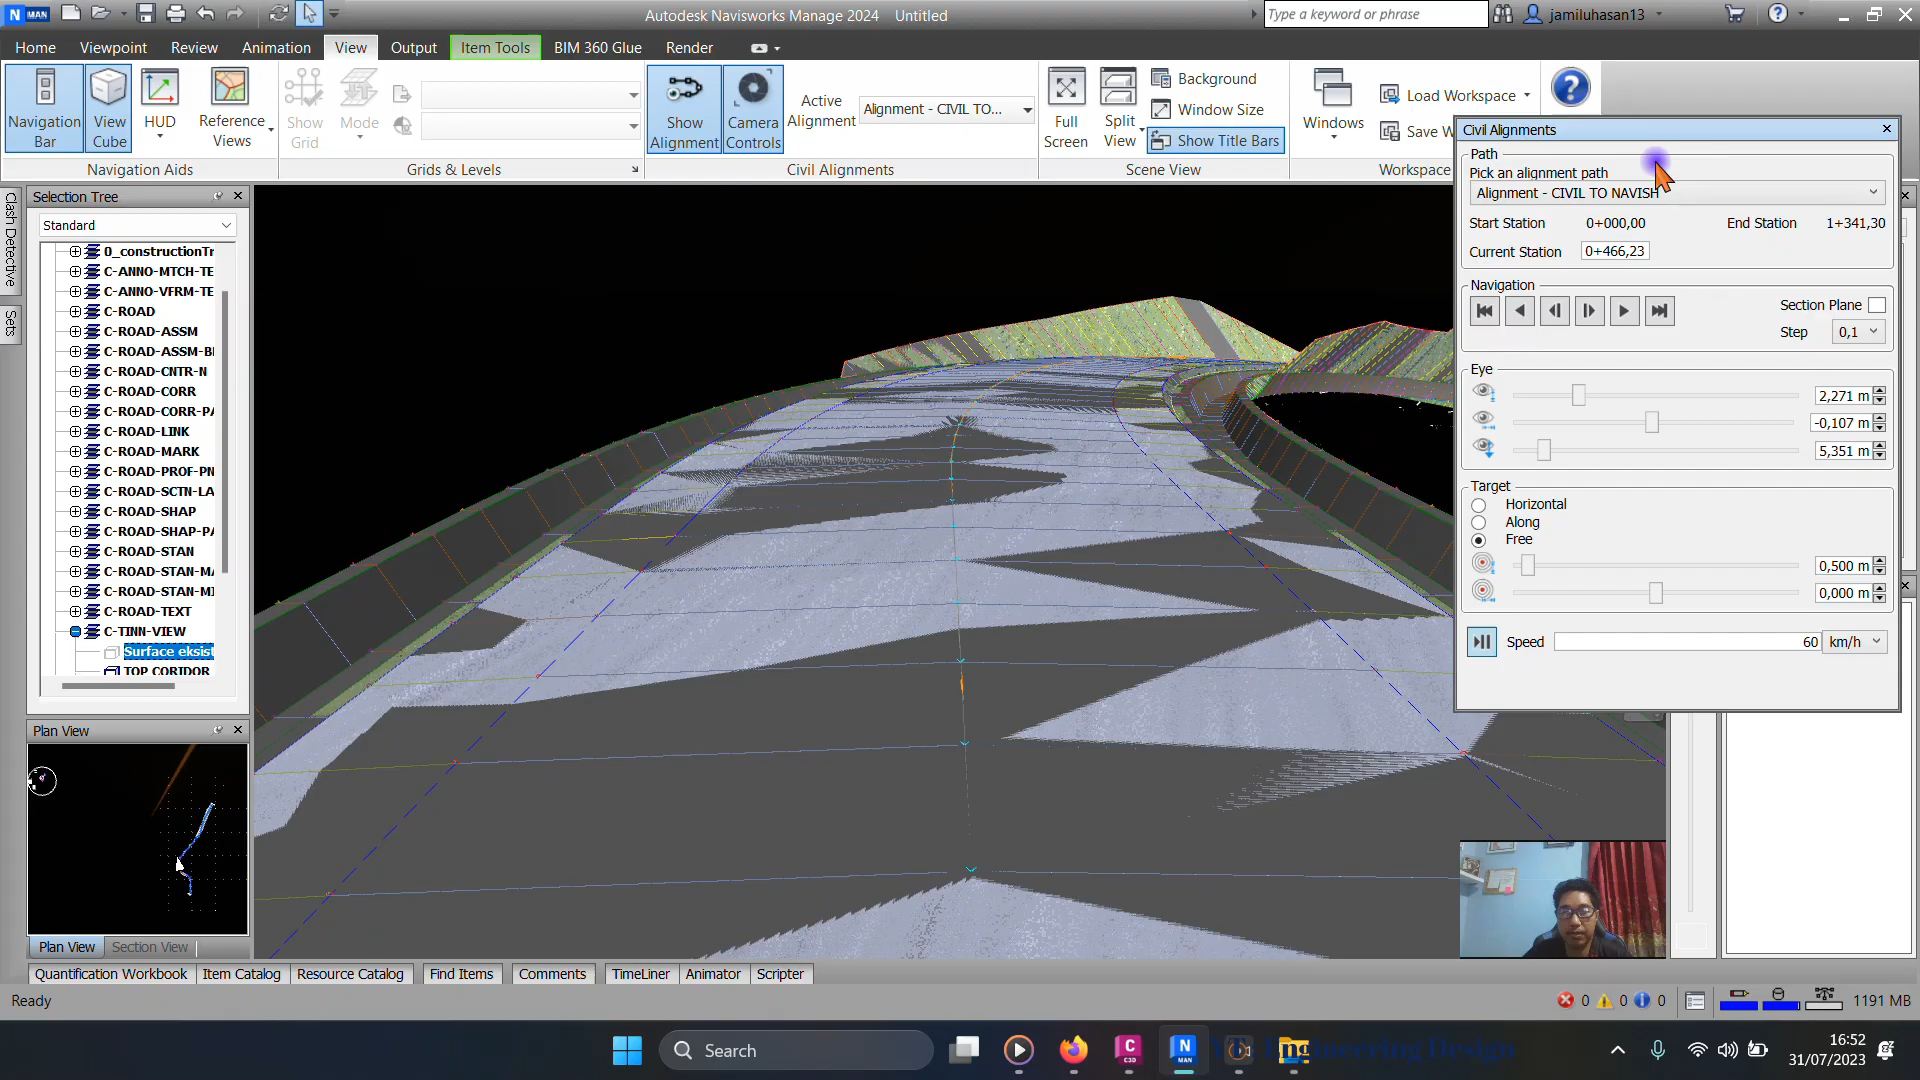 N MAN
Autodesk Navisworks Manage 2024 Untitled
Type a keyword or phrase
jamiluhasan13
Home Viewpoint Review Animation View Output Item Tools BIM 360 Glue Render
Navigation Bar
View Cube
HUD
Reference Views
Navigation Aids
Show Grid
Mode
Grids & Levels
Show Alignment
Camera Controls
Active Alignment
Alignment - CIVIL TO...
Civil Alignments
Full Screen
Split View
Background
Window Size
Show Title Bars
Scene View
Windows
Load Workspace
Save W
Workspace
Civil Alignments
Path
Pick an alignment path
Alignment - CIVIL TO NAVISH
Start Station 0+000,00 End Station 1+341,30
Current Station 0+466,23
Navigation
Section Plane
Step 0,1
Eye
2,271 m
-0,107 m
5,351 m
Target
Horizontal
Along
Free
0,500 m
0,000 m
Speed 60 km/h
Clash Detective
Sets
Selection Tree
Standard
0_constructionTr
C-ANNO-MTCH-TE
C-ANNO-VFRM-TE
C-ROAD
C-ROAD-ASSM
C-ROAD-ASSM-BI
C-ROAD-CNTR-N
C-ROAD-CORR
C-ROAD-CORR-PA
C-ROAD-LINK
C-ROAD-MARK
C-ROAD-PROF-PN
C-ROAD-SCTN-LA
C-ROAD-SHAP
C-ROAD-SHAP-PA
C-ROAD-STAN
C-ROAD-STAN-MA
C-ROAD-STAN-MI
C-ROAD-TEXT
C-TINN-VIEW
Surface eksist
TOP CORIDOR
Plan View
Plan View Section View
Quantification Workbook Item Catalog Resource Catalog Find Items Comments TimeLiner Animator Scripter
Ready
0 0 0 1191 MB
Search
C3D
Engineering Design
16:52
31/07/2023